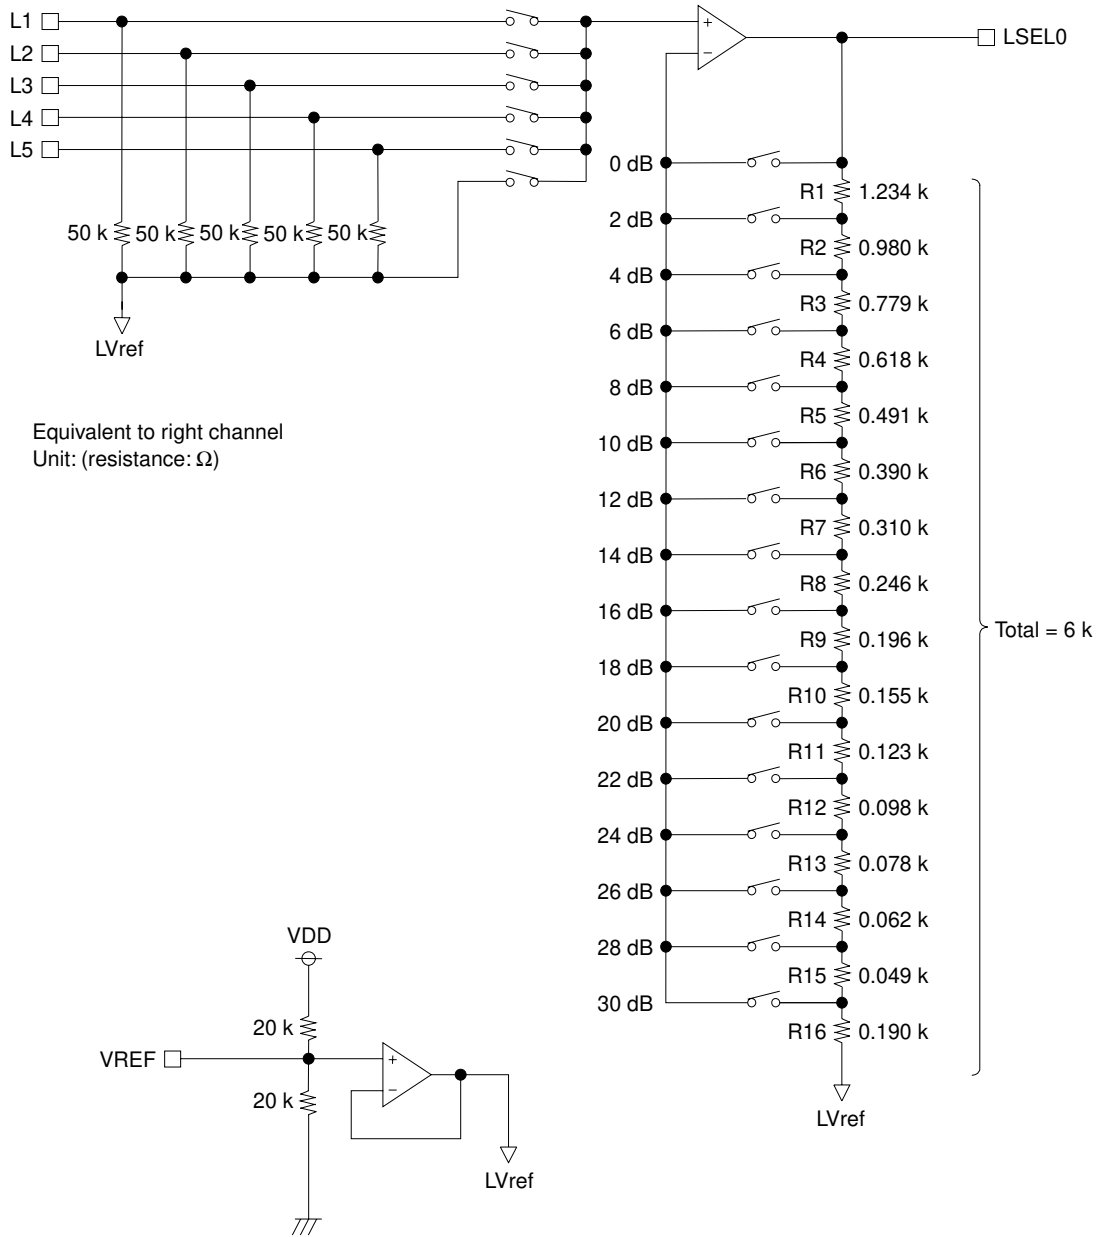 L1
L2
L3
L4
L5
+
−
LSEL0
50 k 50 k 50 k 50 k 50 k
LVref
Equivalent to right channel
Unit: (resistance: Ω)
0 dB
R1 1.234 k
2 dB
R2 0.980 k
4 dB
R3 0.779 k
6 dB
R4 0.618 k
8 dB
R5 0.491 k
10 dB
R6 0.390 k
12 dB
R7 0.310 k
14 dB
R8 0.246 k
16 dB
R9 0.196 k
Total = 6 k
18 dB
R10 0.155 k
20 dB
R11 0.123 k
22 dB
R12 0.098 k
24 dB
R13 0.078 k
26 dB
R14 0.062 k
28 dB
R15 0.049 k
30 dB
R16 0.190 k
LVref
VDD
20 k
VREF
+
−
20 k
LVref